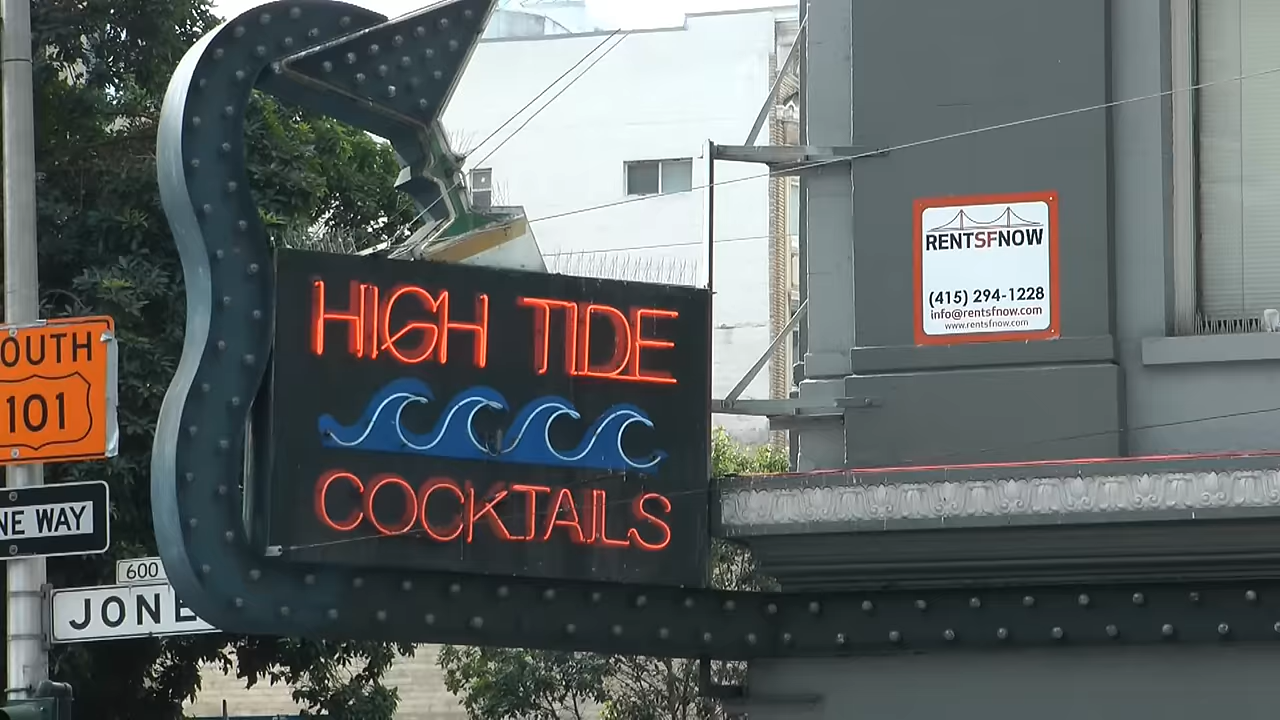 HIGH TIDE
COCKTAILS
RENTSFNOW
(415) 294-1228
info@rentsfnow.com
www.rentsfnow.com
OUTH
101
NE WAY
600
JONE